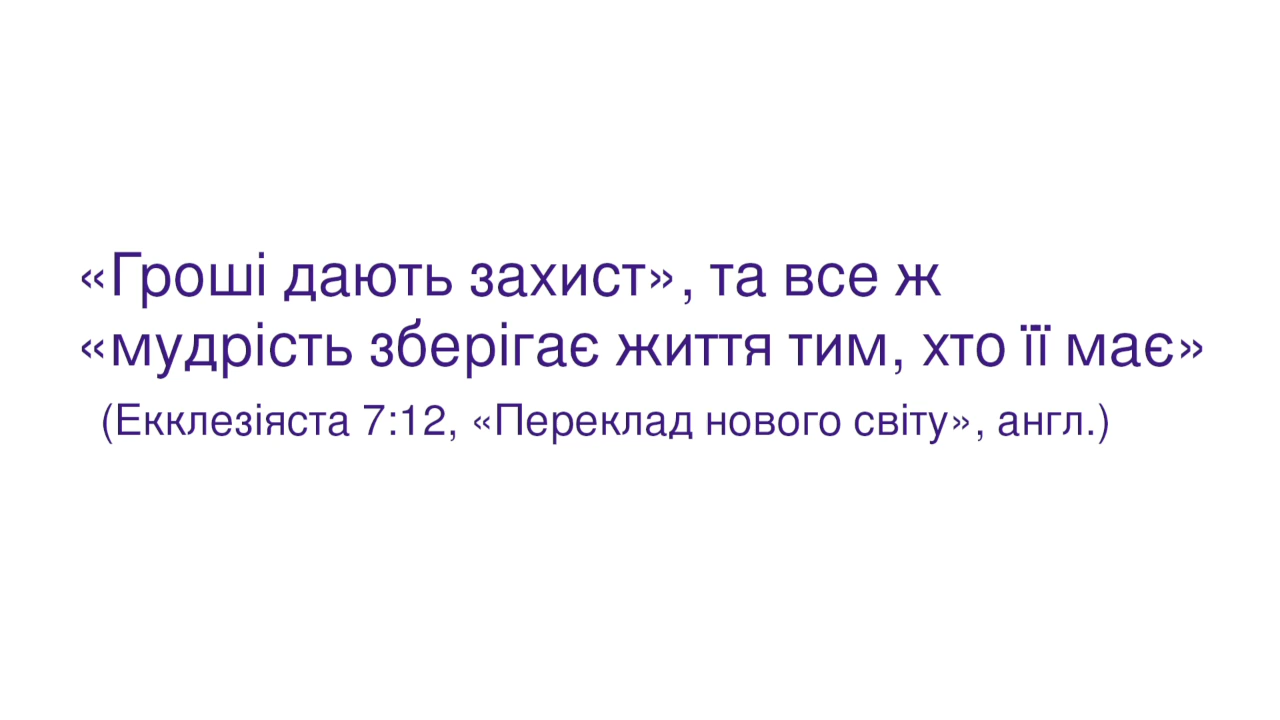 «Гроші дають захист», та все ж
«мудрість зберігає життя тим, хто її має»
(Екклезіяста 7:12, «Переклад нового світу», англ.)